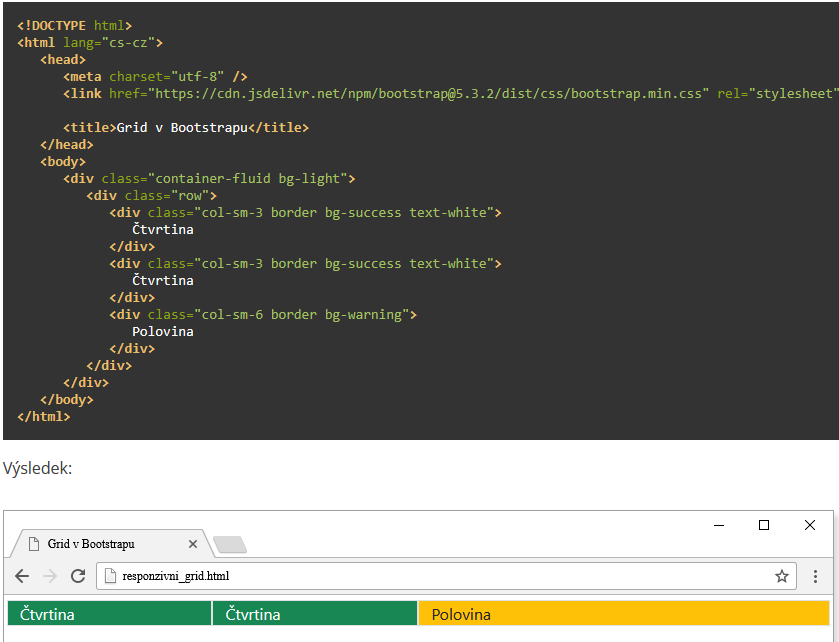 <!DOCTYPE html>
<html lang="cs-cz">
<head>
<meta charset="utf-8" />
<link href="https://cdn.jsdelivr.net/npm/bootstrap@5.3.2/dist/css/bootstrap.min.css" rel="stylesheet"
<title>Grid v Bootstrapu</title>
</head>
<body>
<div class="container-fluid bg-light">
<div class="row">
<div class="col-sm-3 border bg-success text-white">
Čtvrtina
</div>
<div class="col-sm-3 border bg-success text-white">
Čtvrtina
</div>
<div class="col-sm-6 border bg-warning">
Polovina
</div>
</div>
</div>
</body>
</html>
Výsledek:
Grid v Bootstrapu
responzivni_grid.html
Čtvrtina Čtvrtina Polovina